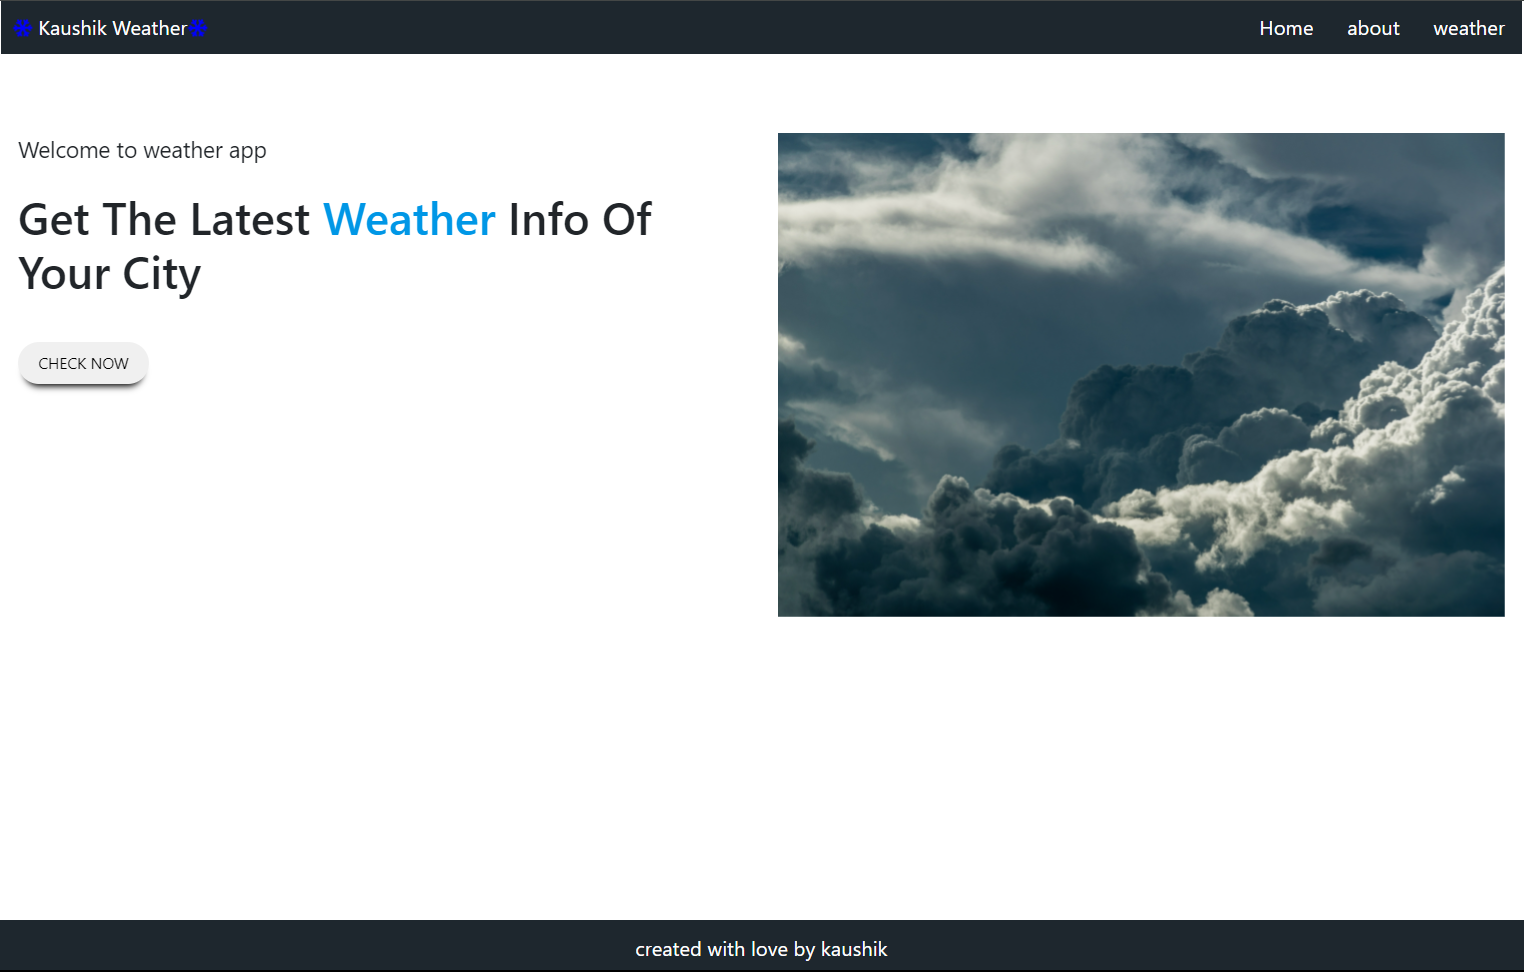 Kaushik Weather
Home about weather
Welcome to weather app
Get The Latest Weather Info Of
Your City
CHECK NOW
created with love by kaushik